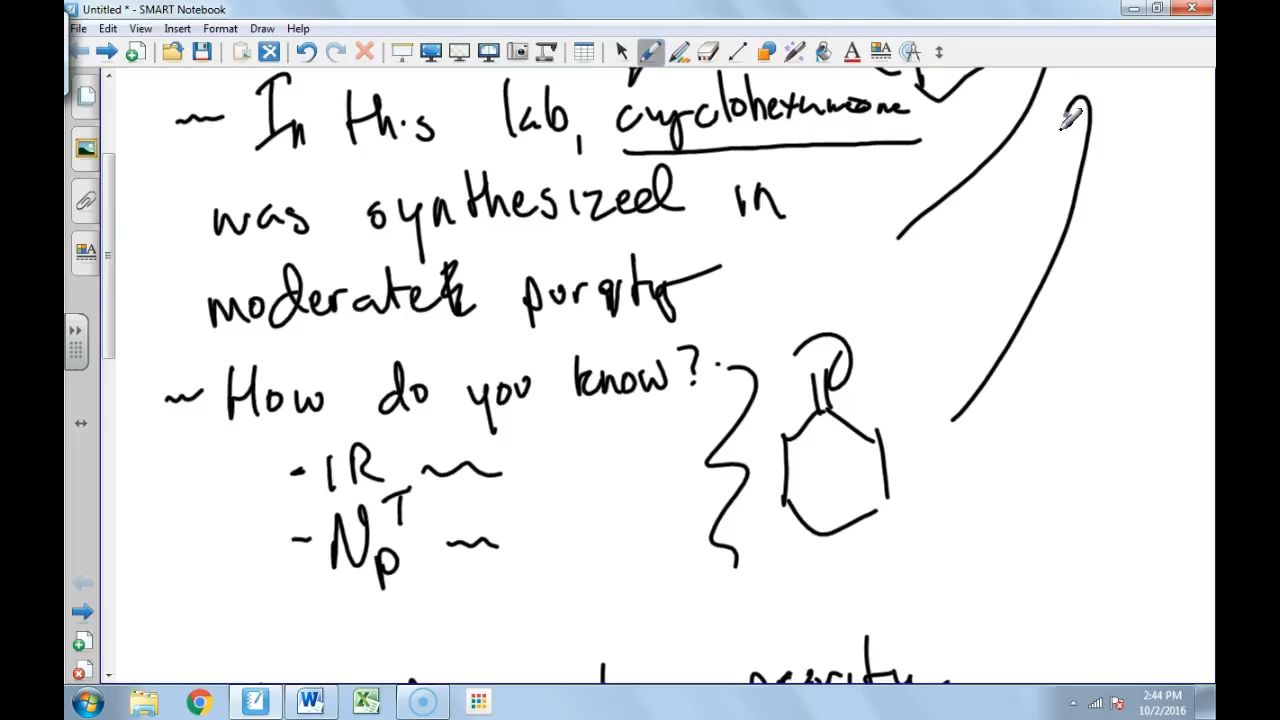 Untitled * - SMART Notebook
File Edit View Insert Format Draw Help
~ In this lab, cyclohexanone
was synthesized in
moderate purity
~ How do you know?
- IR
- N T p
purity
2:44 PM
10/2/2016